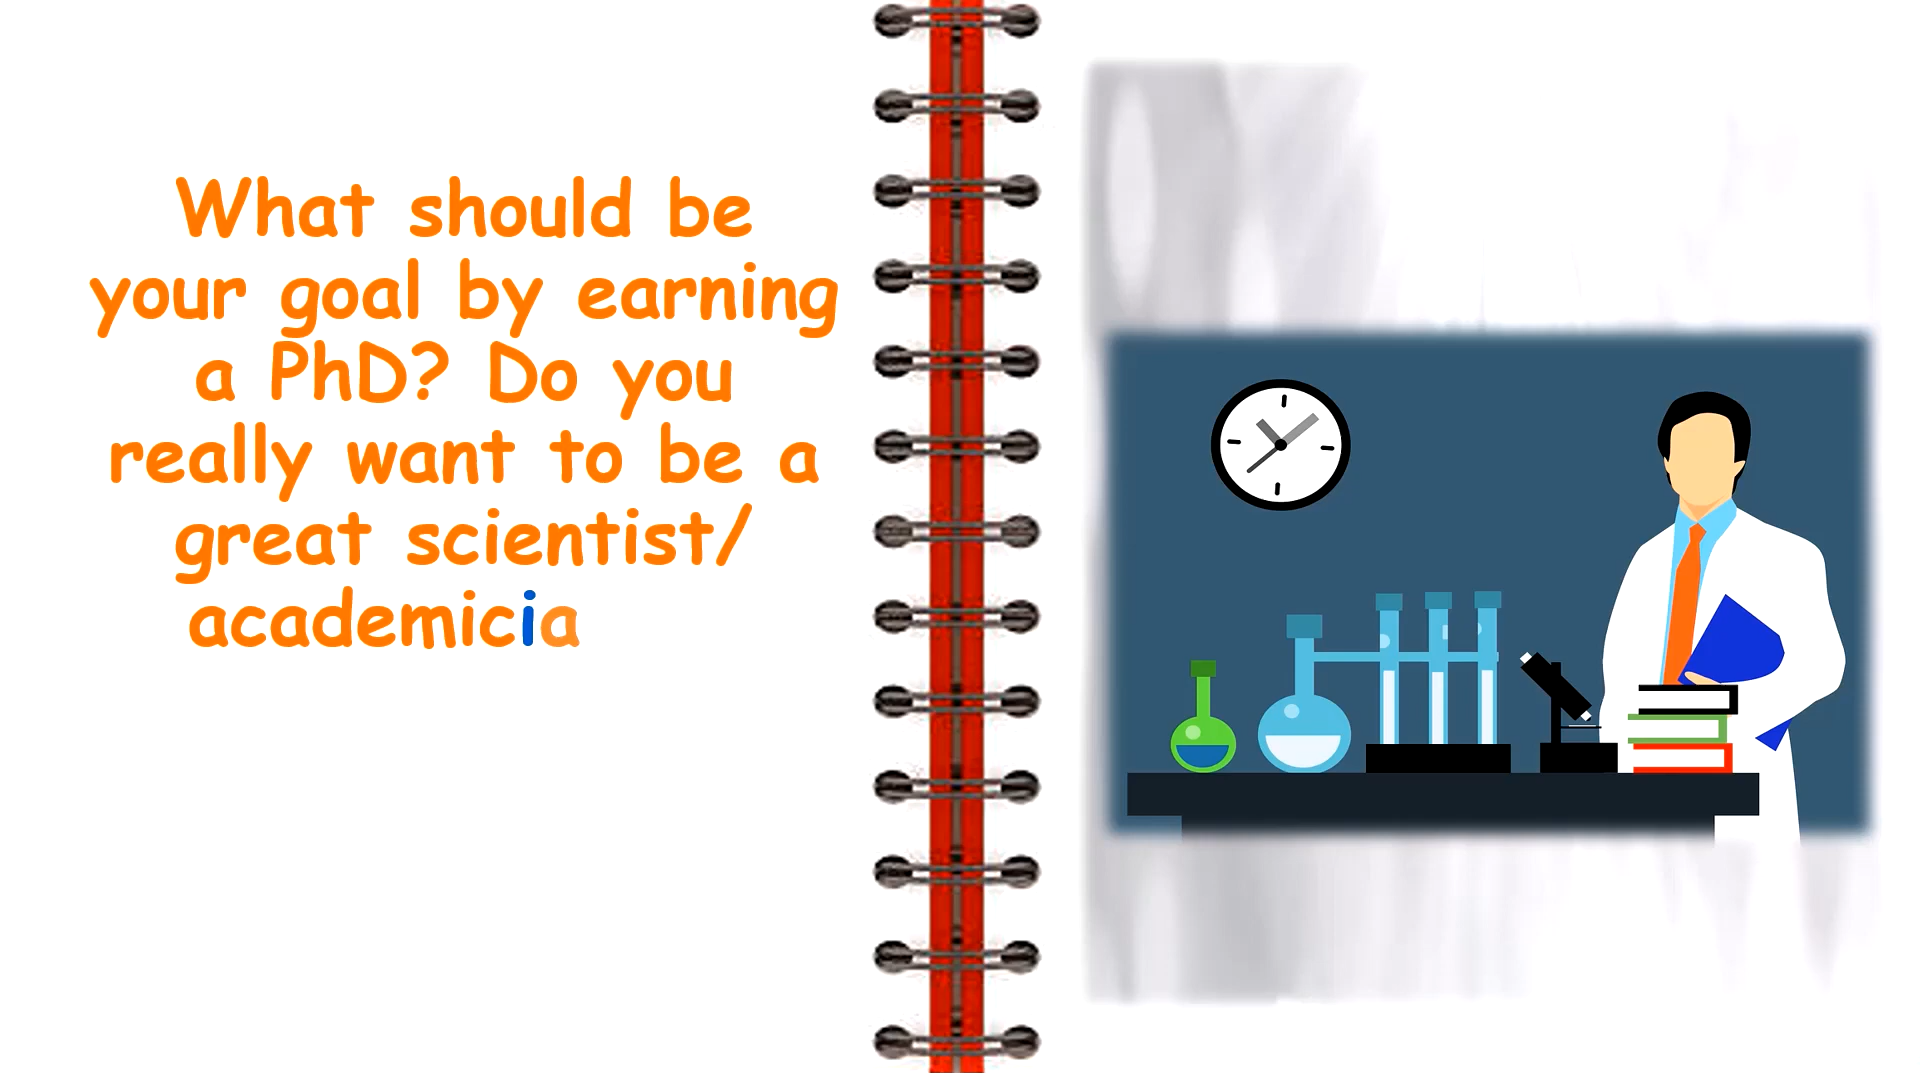 What should be
your goal by earning
a PhD? Do you
really want to be a
great scientist/
academicia